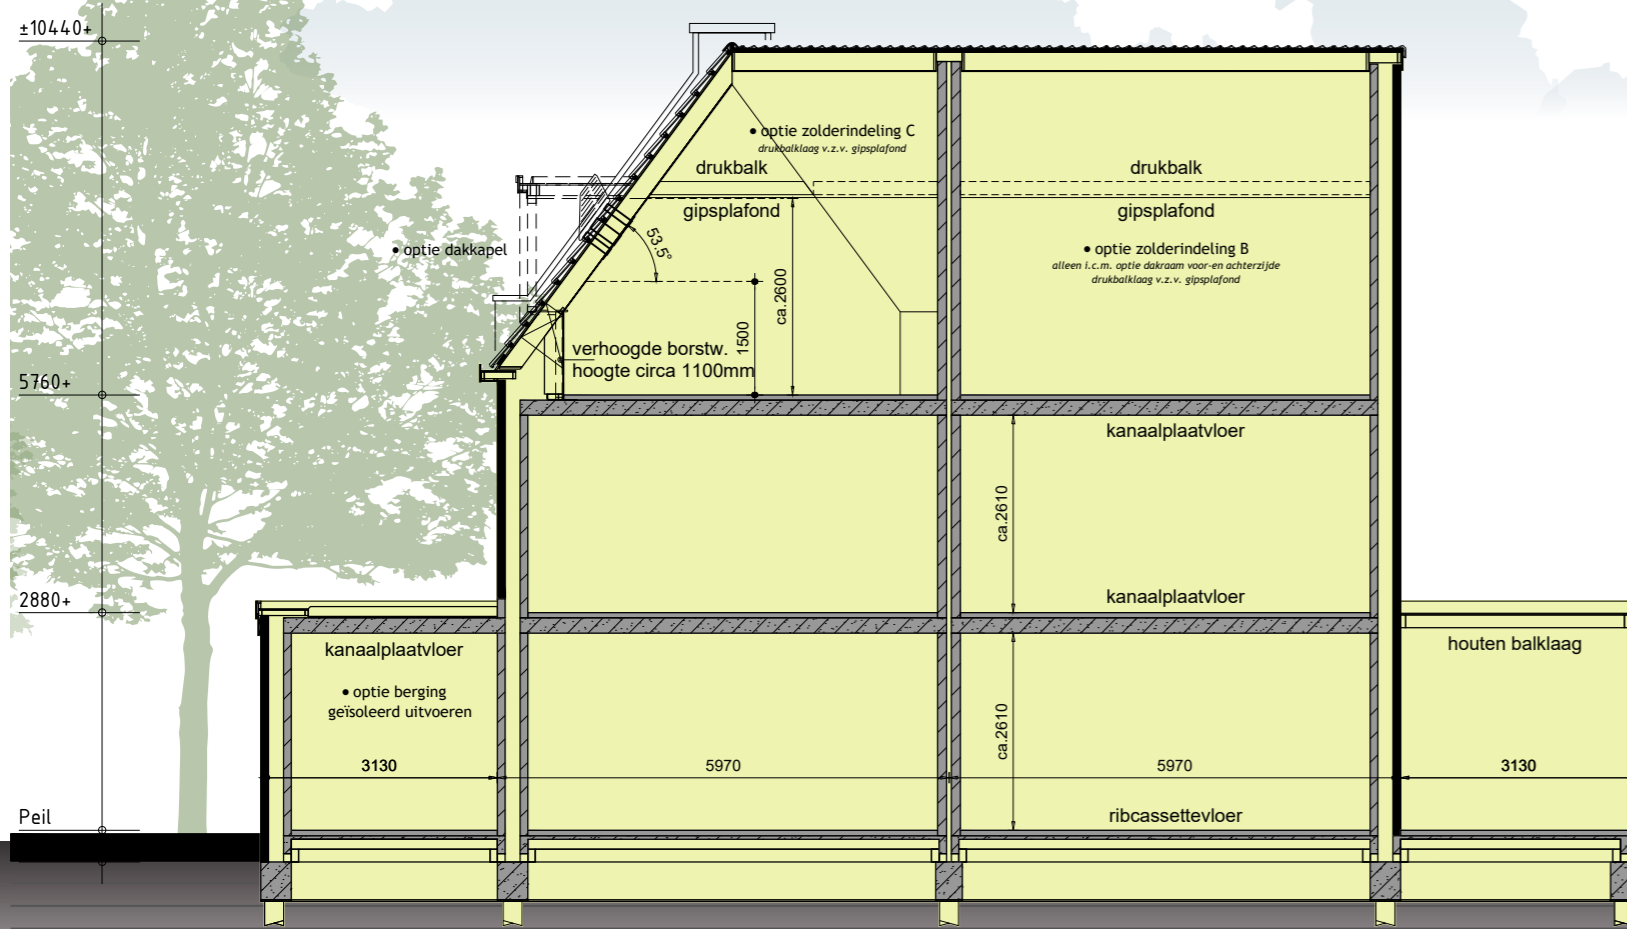 ±10440+
• optie zolderindeling C
drukbalklaag v.z.v. gipsplafond
drukbalk
drukbalk
gipsplafond
gipsplafond
• optie dakkapel
53.5°
• optie zolderindeling B
alleen i.c.m. optie dakraam voor-en achterzijde
drukbalklaag v.z.v. gipsplafond
ca.2600
1500
verhoogde borstw.
hoogte circa 1100mm
5760+
kanaalplaatvloer
ca.2610
2880+
kanaalplaatvloer
kanaalplaatvloer
houten balklaag
• optie berging
geïsoleerd uitvoeren
ca.2610
3130
5970
5970
3130
Peil
ribcassettevloer